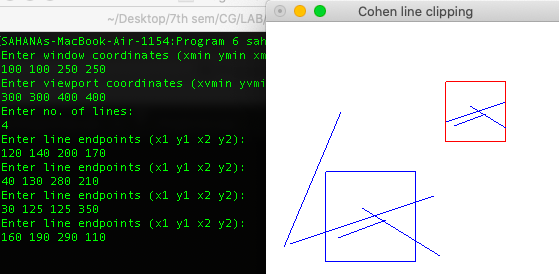 ~/Desktop/7th sem/CG/LAB/
Cohen line clipping
SAHANAs-MacBook-Air-1154:Program 6 sah
Enter window coordinates (xmin ymin xm
100 100 250 250
Enter viewport coordinates (xvmin yvmi
300 300 400 400
Enter no. of lines:
4
Enter line endpoints (x1 y1 x2 y2):
120 140 200 170
Enter line endpoints (x1 y1 x2 y2):
40 130 280 210
Enter line endpoints (x1 y1 x2 y2):
30 125 125 350
Enter line endpoints (x1 y1 x2 y2):
160 190 290 110